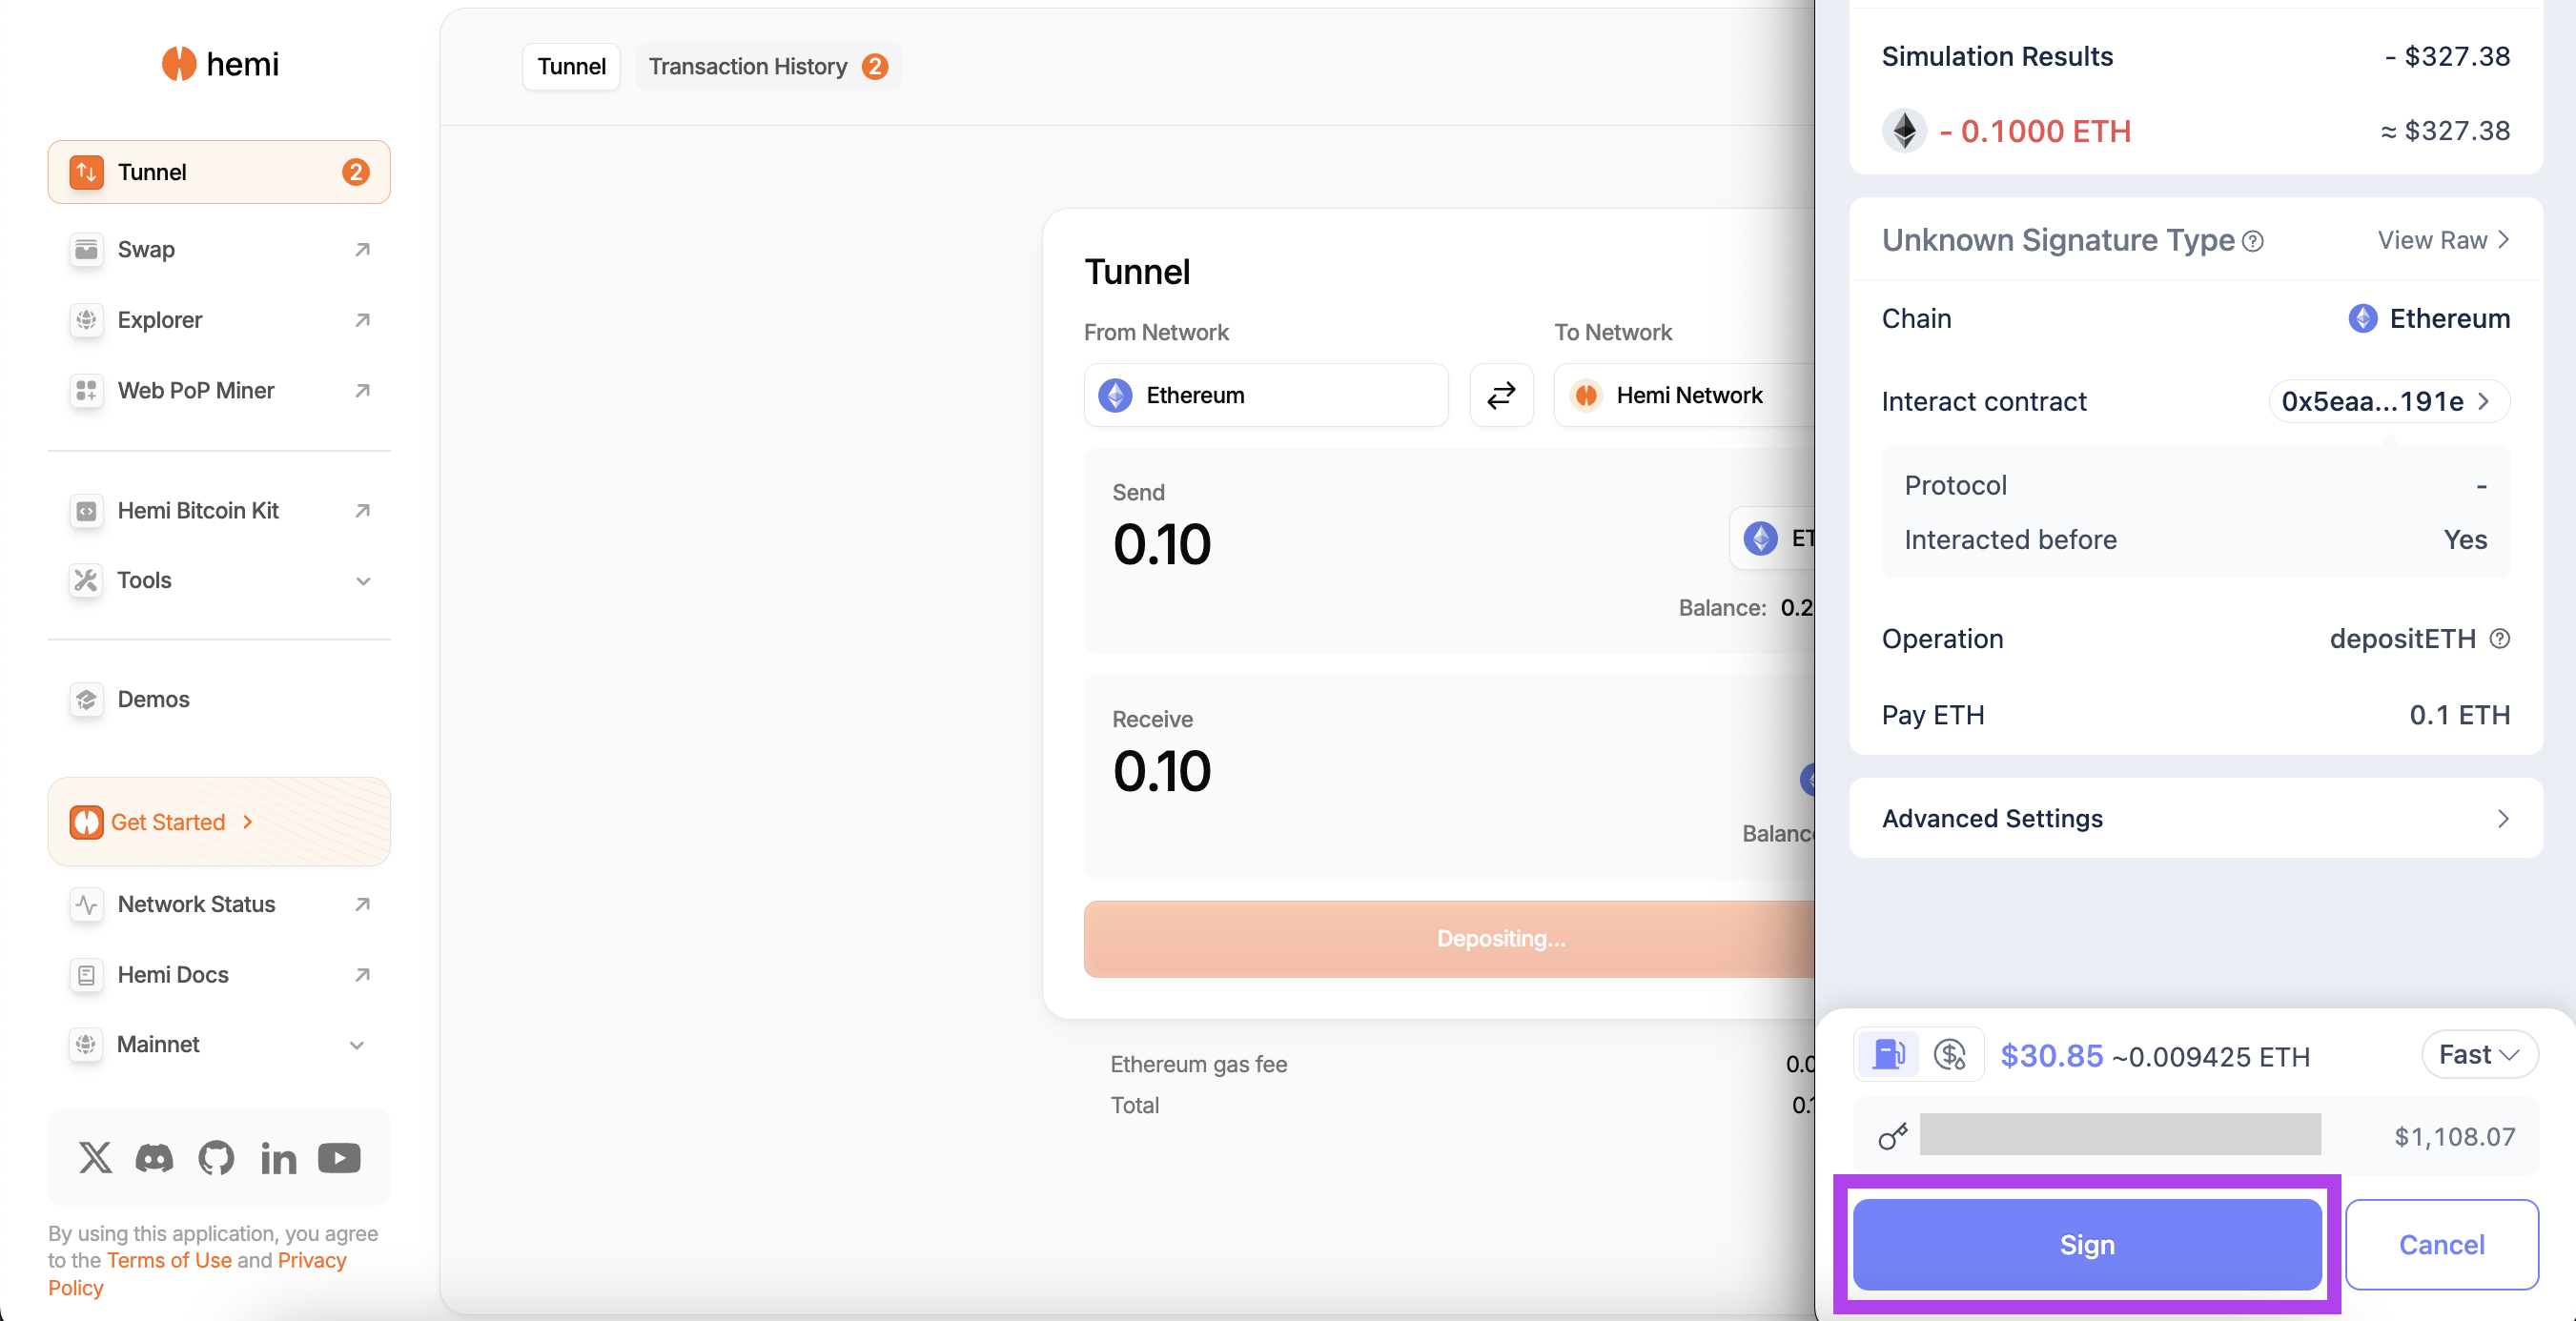 hemi
Tunnel 2
Swap
Explorer
Web PoP Miner
Hemi Bitcoin Kit
Tools
Demos
Get Started
Network Status
Hemi Docs
Mainnet
By using this application, you agree
to the Terms of Use and Privacy
Policy
Tunnel
Transaction History 2
Tunnel
From Network
To Network
Ethereum
Hemi Network
Send
0.10
ET
Balance: 0.2
Receive
0.10
Balance
Depositing...
Ethereum gas fee 0.0
Total 0.1
Simulation Results - $327.38
- 0.1000 ETH ≈ $327.38
Unknown Signature Type View Raw
Chain Ethereum
Interact contract 0x5eaa...191e
Protocol -
Interacted before Yes
Operation depositETH
Pay ETH 0.1 ETH
Advanced Settings
$30.85 ~0.009425 ETH Fast
$1,108.07
Sign
Cancel